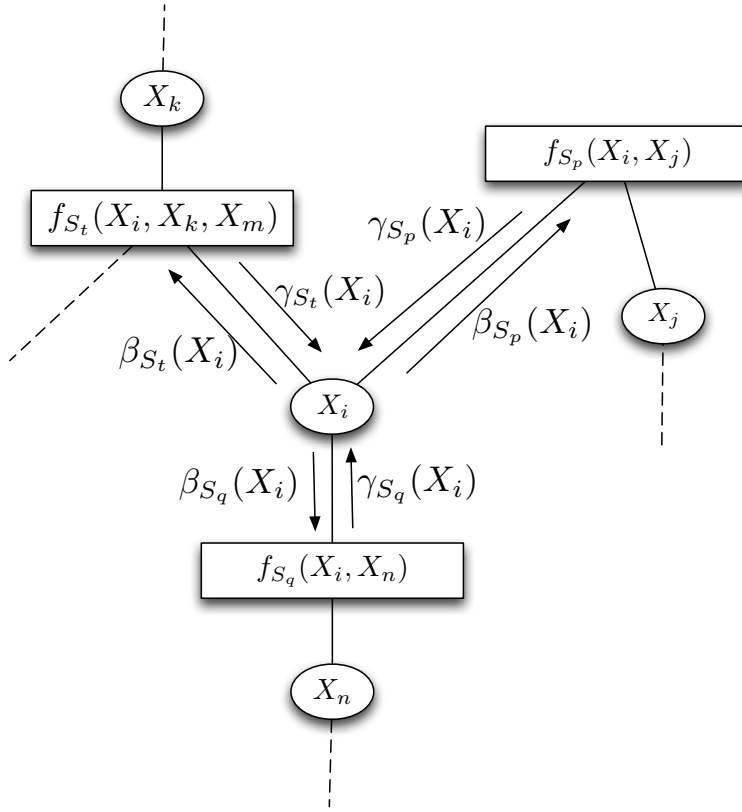 X_k
f_{S_p}(X_i, X_j)
f_{S_t}(X_i, X_k, X_m)
γ_{S_p}(X_i)
γ_{S_t}(X_i)
β_{S_p}(X_i)
X_j
β_{S_t}(X_i)
X_i
β_{S_q}(X_i)
γ_{S_q}(X_i)
f_{S_q}(X_i, X_n)
X_n